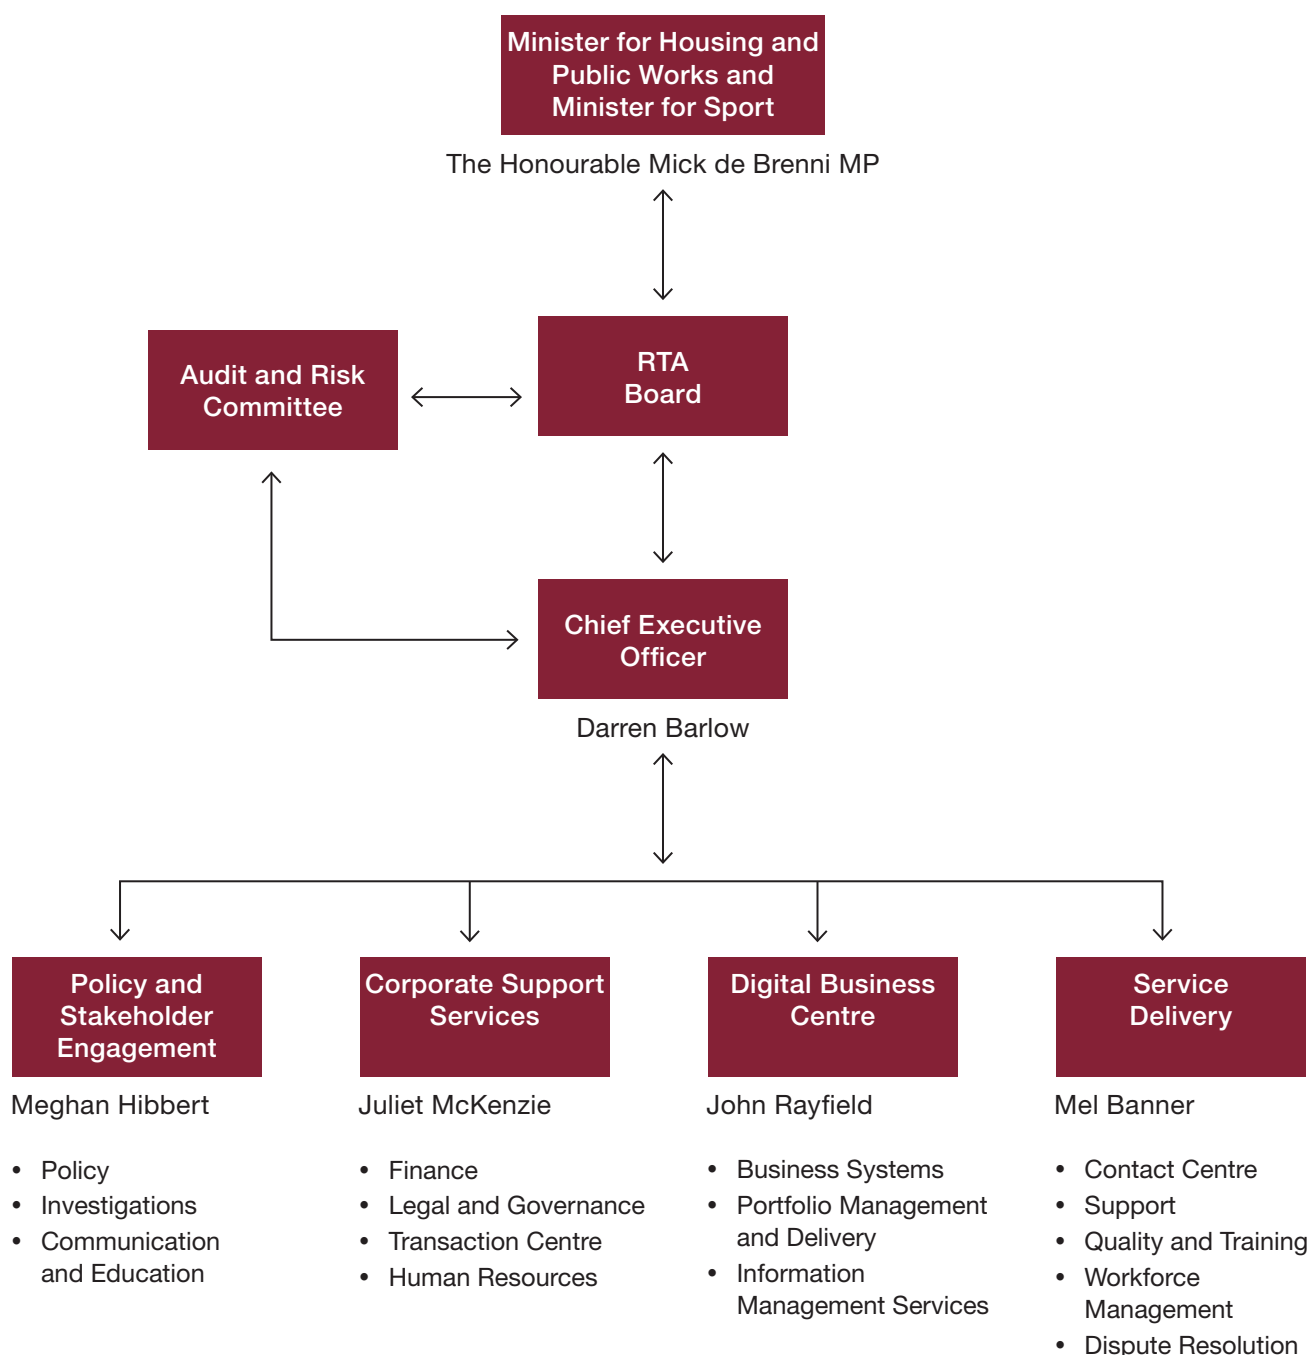 Minister for Housing and
Public Works and
Minister for Sport
The Honourable Mick de Brenni MP
Audit and Risk
Committee
RTA
Board
Chief Executive
Officer
Darren Barlow
Policy and
Stakeholder
Engagement
Meghan Hibbert
• Policy
• Investigations
• Communication
and Education
Corporate Support
Services
Juliet McKenzie
• Finance
• Legal and Governance
• Transaction Centre
• Human Resources
Digital Business
Centre
John Rayfield
• Business Systems
• Portfolio Management
and Delivery
• Information
Management Services
Service
Delivery
Mel Banner
• Contact Centre
• Support
• Quality and Training
• Workforce
Management
• Dispute Resolution